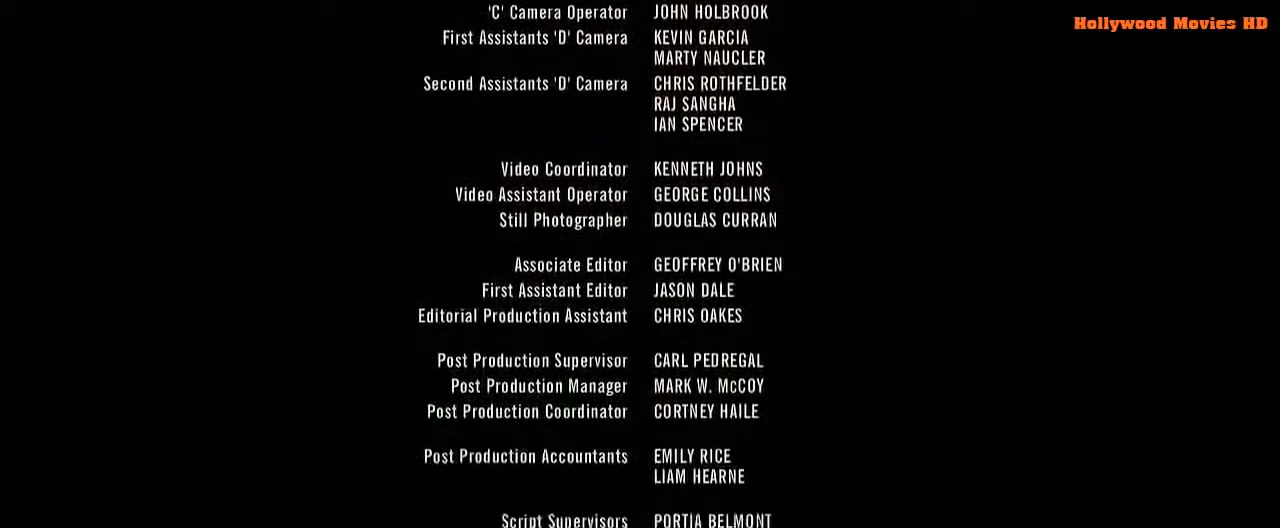 Hollywood Movies HD
'C' Camera Operator JOHN HOLBROOK
First Assistants 'D' Camera KEVIN GARCIA
MARTY NAUCLER
Second Assistants 'D' Camera CHRIS ROTHFELDER
RAJ SANGHA
IAN SPENCER
Video Coordinator KENNETH JOHNS
Video Assistant Operator GEORGE COLLINS
Still Photographer DOUGLAS CURRAN
Associate Editor GEOFFREY O'BRIEN
First Assistant Editor JASON DALE
Editorial Production Assistant CHRIS OAKES
Post Production Supervisor CARL PEDREGAL
Post Production Manager MARK W. McCOY
Post Production Coordinator CORTNEY HAILE
Post Production Accountants EMILY RICE
LIAM HEARNE
Script Supervisors PORTIA BELMONT